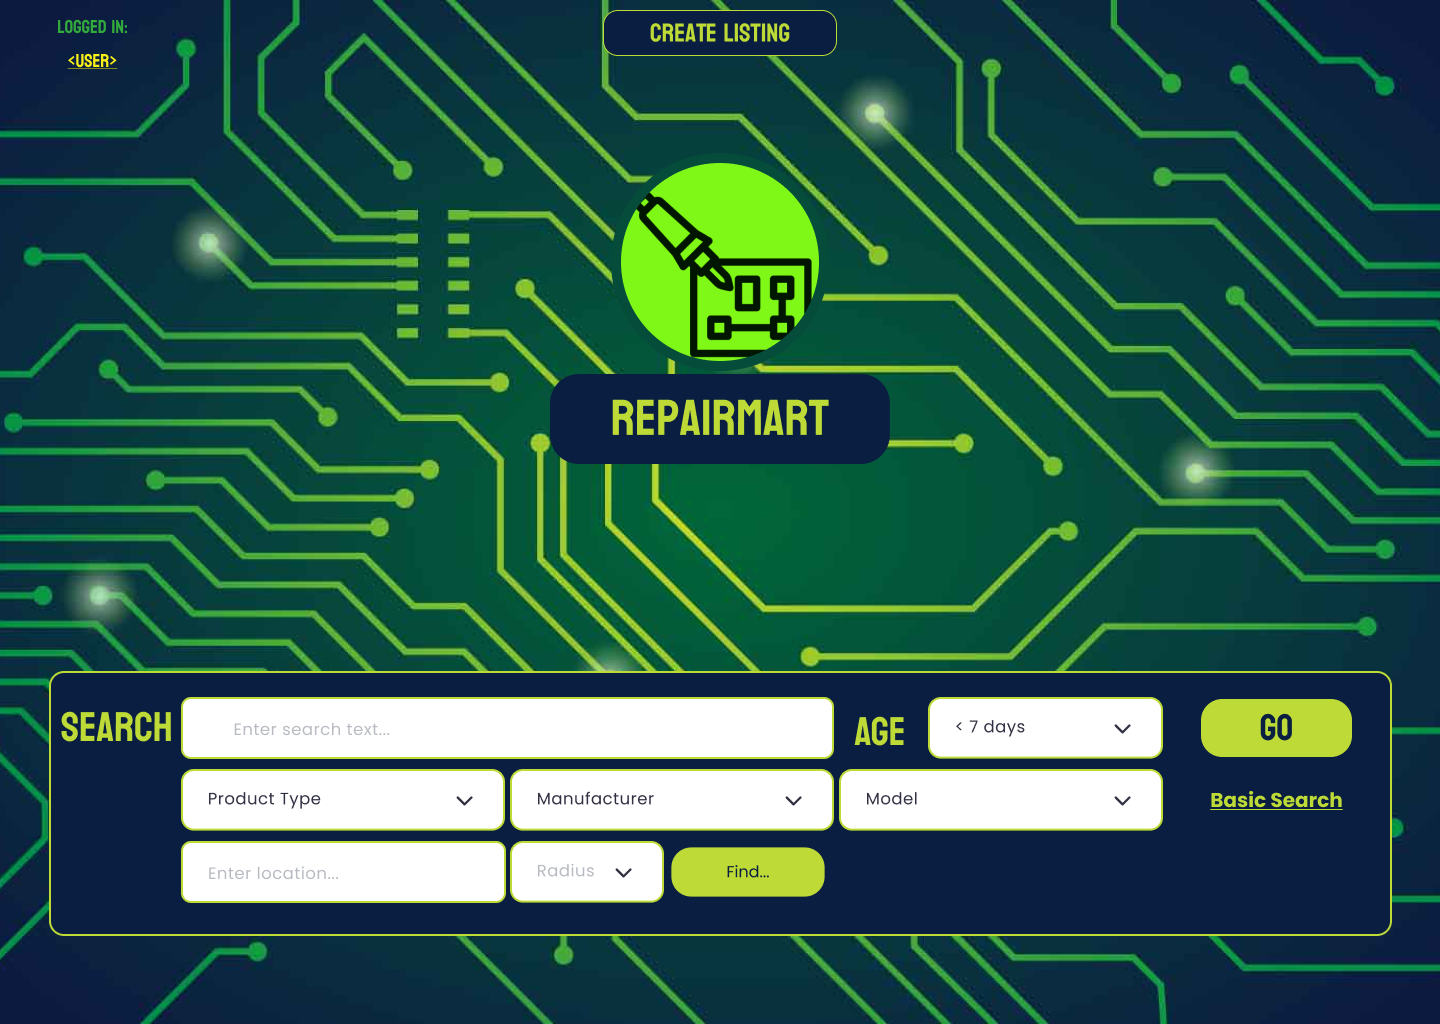 LOGGED IN:
<USER>
CREATE LISTING
REPAIRMART
SEARCH
Enter search text...
AGE
< 7 days
GO
Product Type
Manufacturer
Model
Basic Search
Enter location...
Radius
Find...